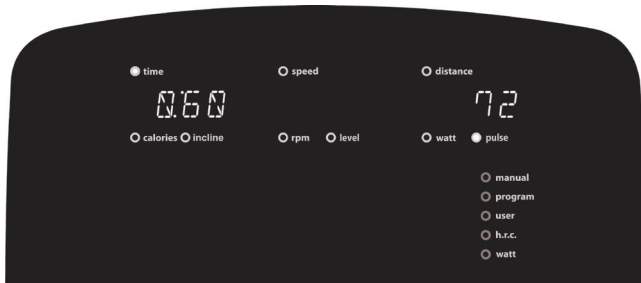 time speed distance
0:60 72
calories incline rpm level watt pulse
manual
program
user
h.r.c.
watt